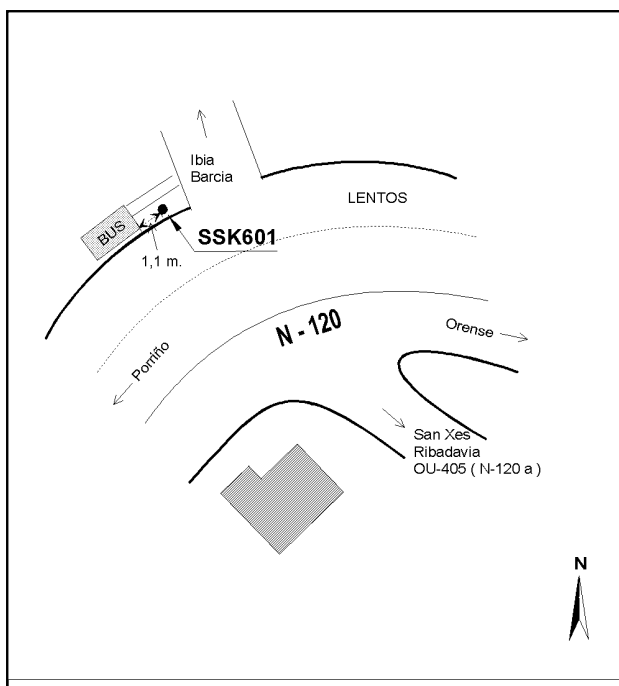 Ibia
Barcia
LENTOS
BUS
SSK601
1,1 m.
N - 120
Orense
Porriño
San Xes
Ribadavia
OU-405 ( N-120 a )
N